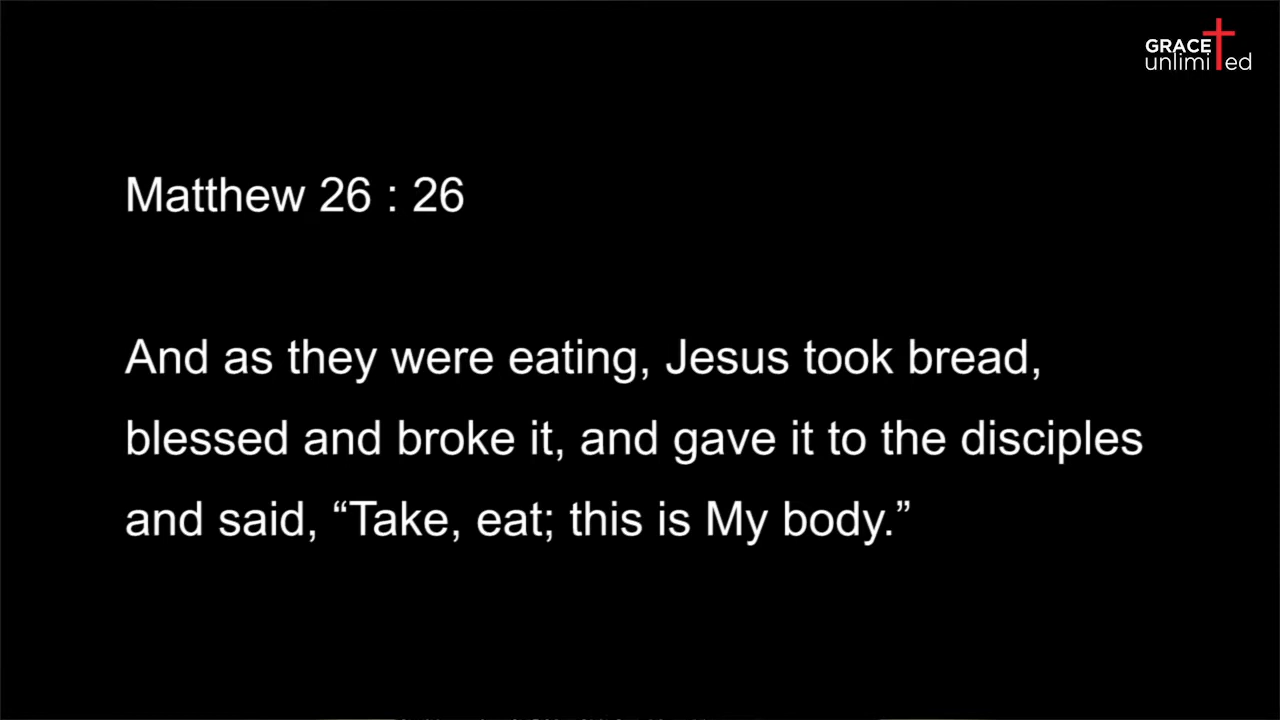 GRACE
unlimited
Matthew 26 : 26
And as they were eating, Jesus took bread,
blessed and broke it, and gave it to the disciples
and said, “Take, eat; this is My body.”